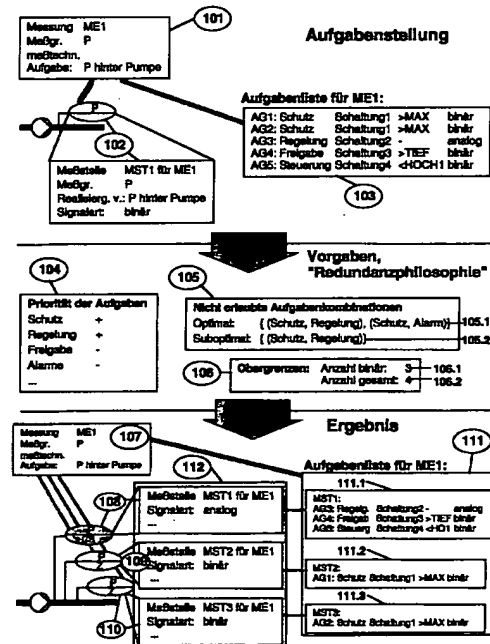 101
Messung ME1
Meßgr. P
meßtechn.
Aufgabe: P hinter Pumpe
Aufgabenstellung
P
102
Meßstelle MST1 für ME1
Meßgr. P
Realisierg. v.: P hinter Pumpe
Signalart: binär
Aufgabenliste für ME1:
AG1: Schutz Schaltung1 >MAX binär
AG2: Schutz Schaltung1 >MAX binär
AG3: Regelung Schaltung2 - analog
AG4: Freigabe Schaltung3 >TIEF binär
AG5: Steuerung Schaltung4 <HOCH1 binär
103
Vorgaben,
"Redundanzphilosophie"
104
Priorität der Aufgaben
Schutz +
Regelung +
Freigabe -
Alarme -
...
105
Nicht erlaubte Aufgabenkombinationen
Optimal: { (Schutz, Regelung), (Schutz, Alarm)} 105.1
Suboptimal: { (Schutz, Regelung)} 105.2
106
Obergrenzen: Anzahl binär: 3 106.1
Anzahl gesamt: 4 106.2
Ergebnis
Messung ME1
Meßgr. P
meßtechn.
Aufgabe: P hinter Pumpe
107
108
109
110
112
Meßstelle MST1 für ME1
Signalart: analog
...
Meßstelle MST2 für ME1
Signalart: binär
...
Meßstelle MST3 für ME1
Signalart: binär
...
111
Aufgabenliste für ME1:
111.1
MST1:
AG3: Regelg. Schaltung2 - analog
AG4: Freigab Schaltung3 >TIEF binär
AG5: Steuerg Schaltung4 <HO1 binär
111.2
MST2:
AG1: Schutz Schaltung1 >MAX binär
111.3
MST3:
AG2: Schutz Schaltung1 >MAX binär